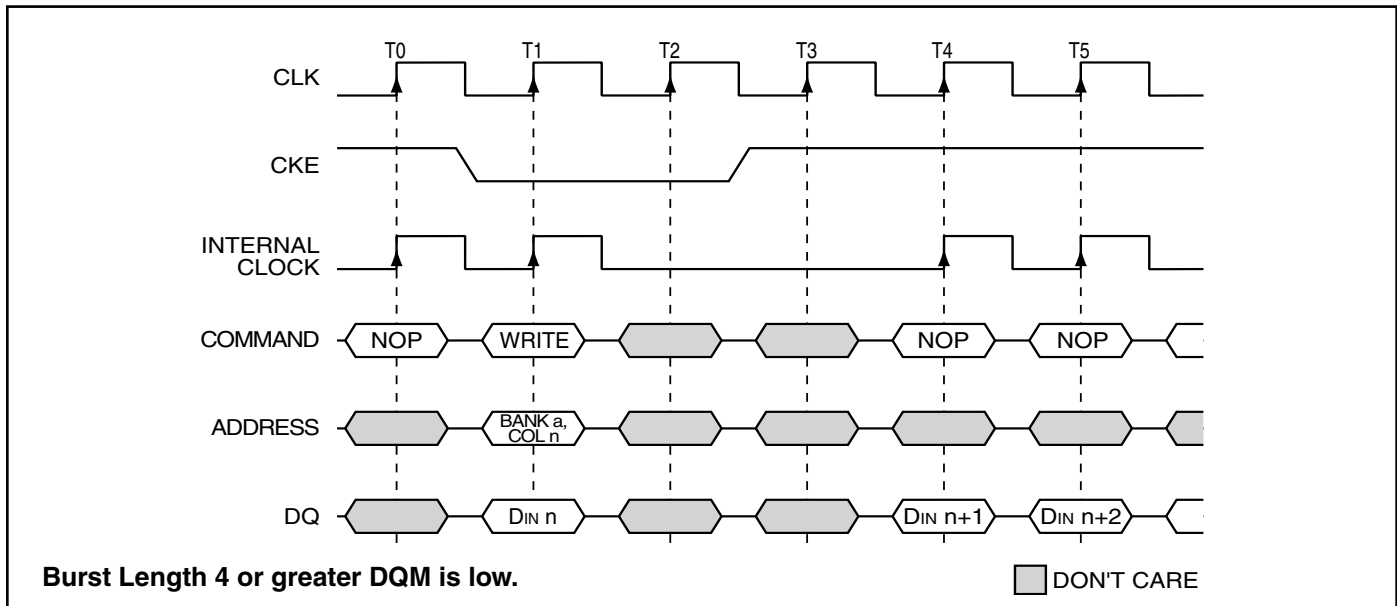 T0 T1 T2 T3 T4 T5
CLK
CKE
INTERNAL
CLOCK
COMMAND NOP WRITE NOP NOP
ADDRESS BANK a,
COL n
DQ DIN n DIN n+1 DIN n+2
Burst Length 4 or greater DQM is low.
DON'T CARE